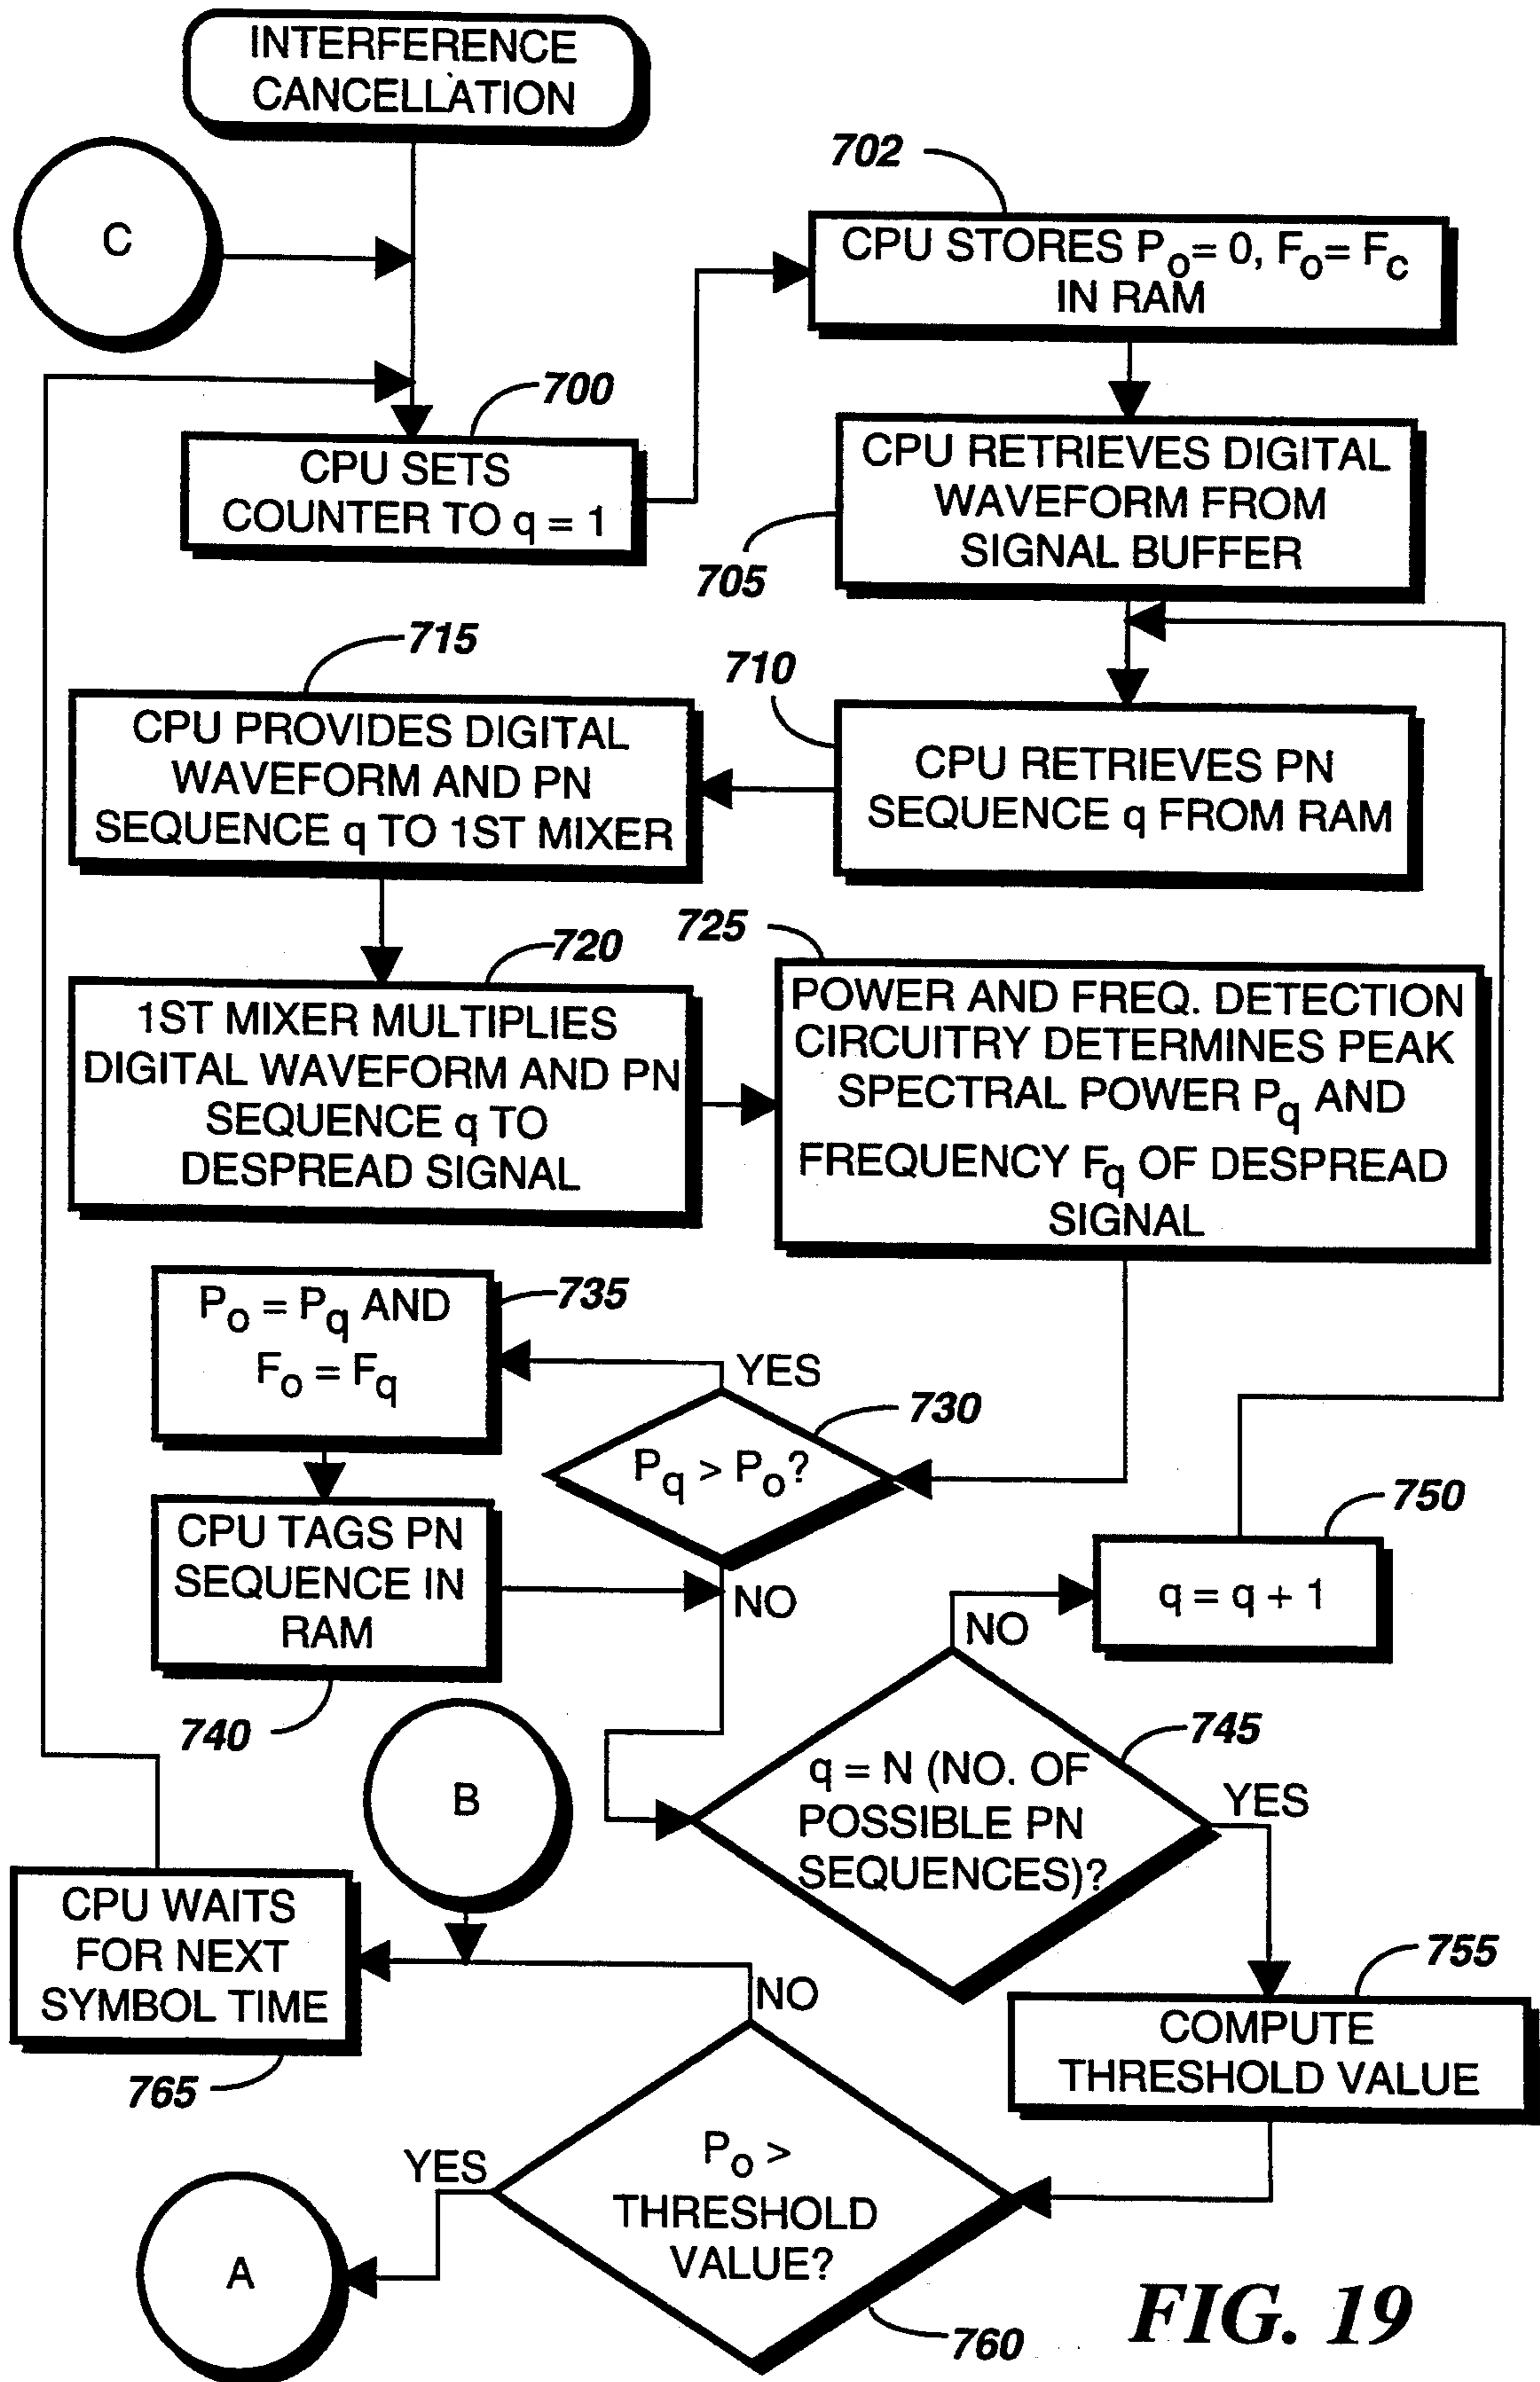 INTERFERENCE
CANCELLATION
C
702
CPU STORES Po= 0, Fo= Fc
IN RAM
700
CPU SETS
COUNTER TO q = 1
CPU RETRIEVES DIGITAL
WAVEFORM FROM
SIGNAL BUFFER
705
715
CPU PROVIDES DIGITAL
WAVEFORM AND PN
SEQUENCE q TO 1ST MIXER
710
CPU RETRIEVES PN
SEQUENCE q FROM RAM
720
1ST MIXER MULTIPLIES
DIGITAL WAVEFORM AND PN
SEQUENCE q TO
DESPREAD SIGNAL
725
POWER AND FREQ. DETECTION
CIRCUITRY DETERMINES PEAK
SPECTRAL POWER Pq AND
FREQUENCY Fq OF DESPREAD
SIGNAL
735
Po = Pq AND
Fo = Fq
YES
730
Pq > Po?
NO
CPU TAGS PN
SEQUENCE IN
RAM
740
750
q = q + 1
NO
745
q = N (NO. OF
POSSIBLE PN
SEQUENCES)?
YES
B
CPU WAITS
FOR NEXT
SYMBOL TIME
765
755
COMPUTE
THRESHOLD VALUE
NO
Po >
THRESHOLD
VALUE?
YES
760
A
FIG. 19